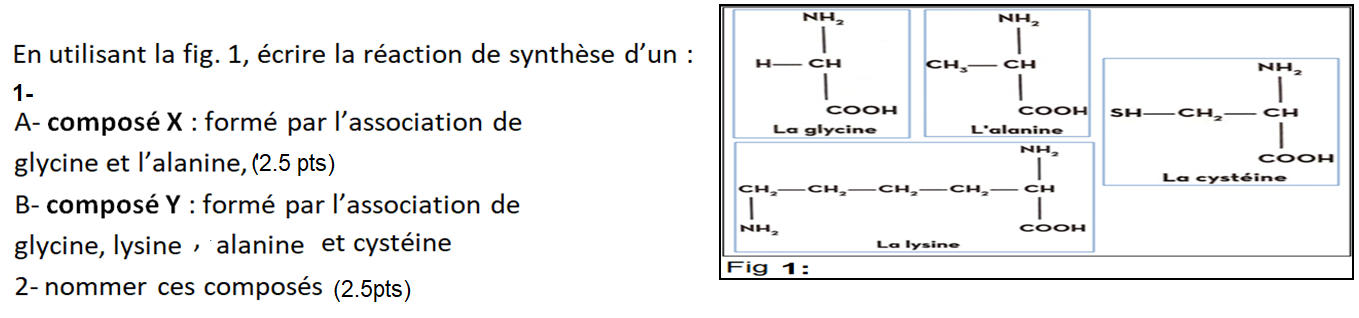 En utilisant la fig. 1, écrire la réaction de synthèse d’un :
1-
A- composé X : formé par l’association de
glycine et l’alanine, (2.5 pts)
B- composé Y : formé par l’association de
glycine, lysine , alanine et cystéine
2- nommer ces composés (2.5pts)
NH₂
H—CH
COOH
La glycine
NH₂
CH₃—CH
COOH
L'alanine
NH₂
SH—CH₂—CH
COOH
La cystéine
NH₂
CH₂—CH₂—CH₂—CH₂—CH
NH₂ COOH
La lysine
Fig 1: